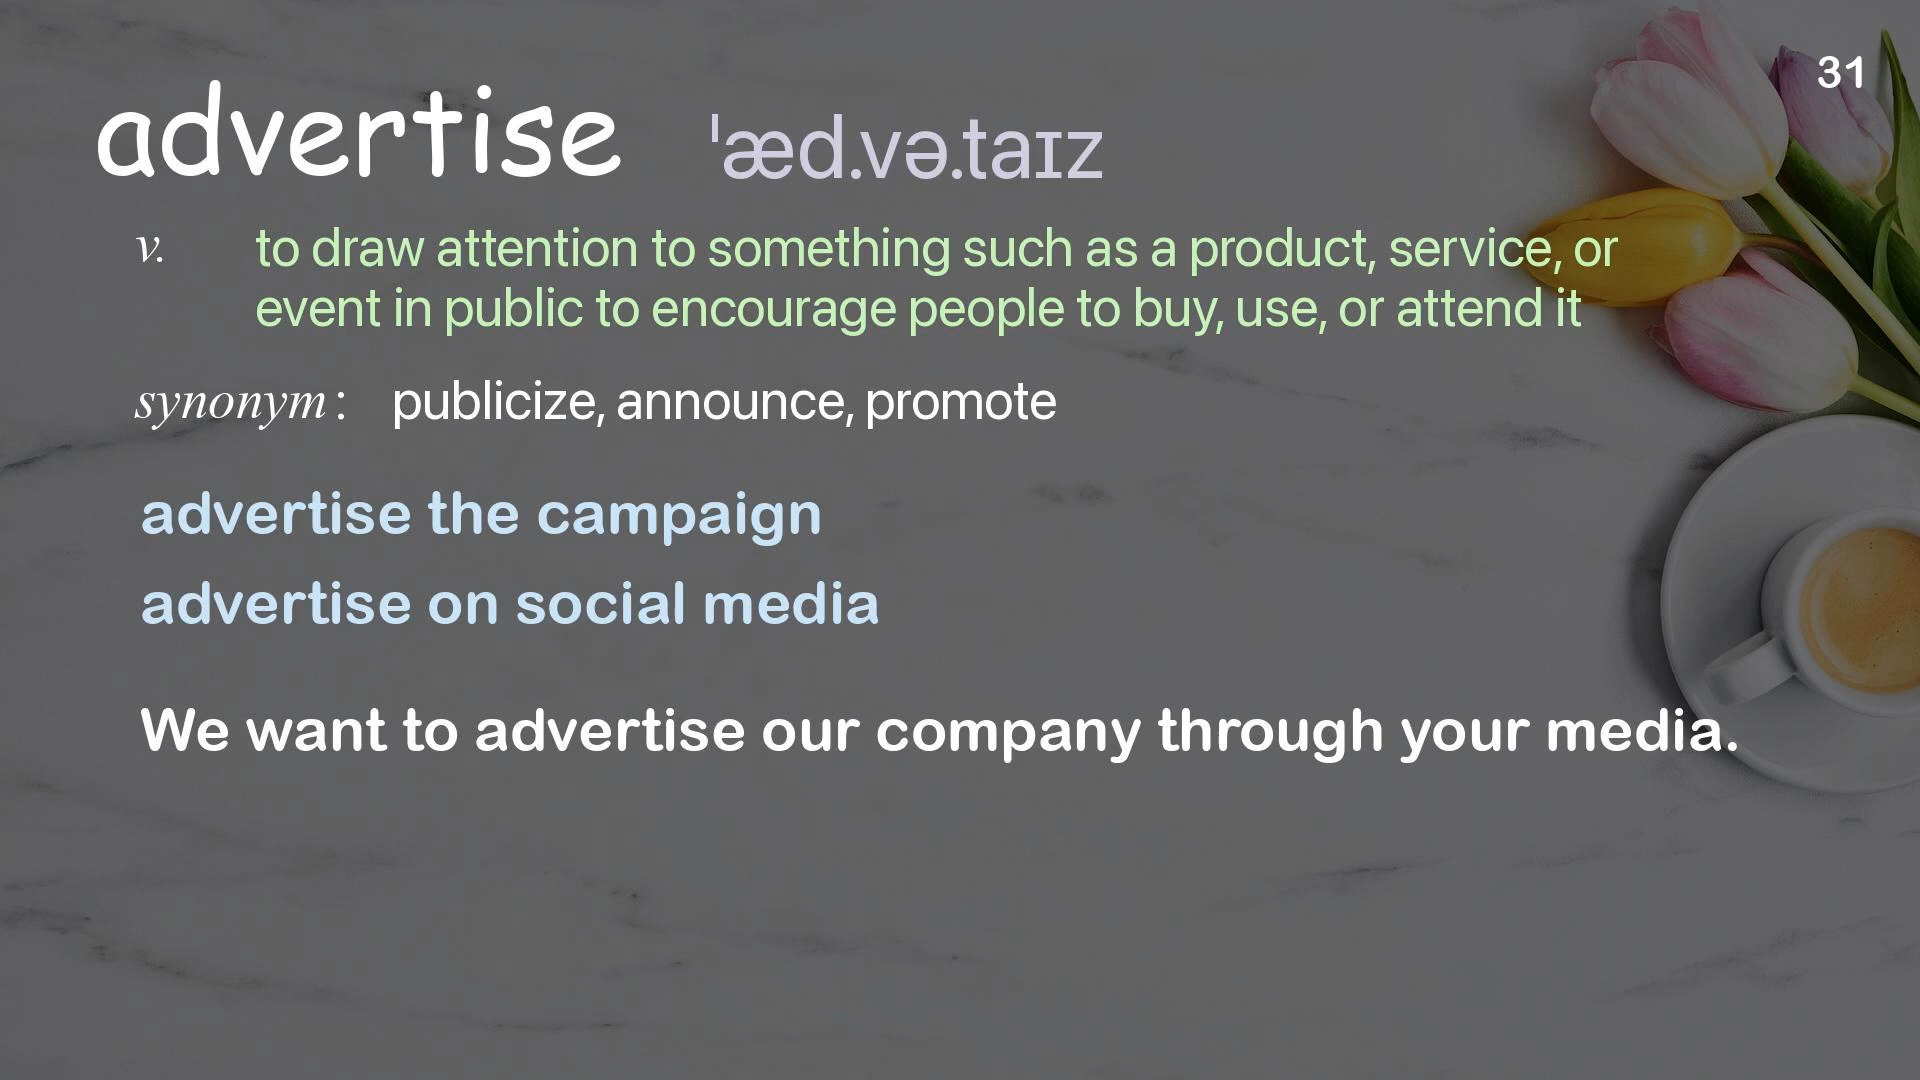 31
advertise ˈæd.və.taɪz
v. to draw attention to something such as a product, service, or
event in public to encourage people to buy, use, or attend it
synonym: publicize, announce, promote
advertise the campaign
advertise on social media
We want to advertise our company through your media.